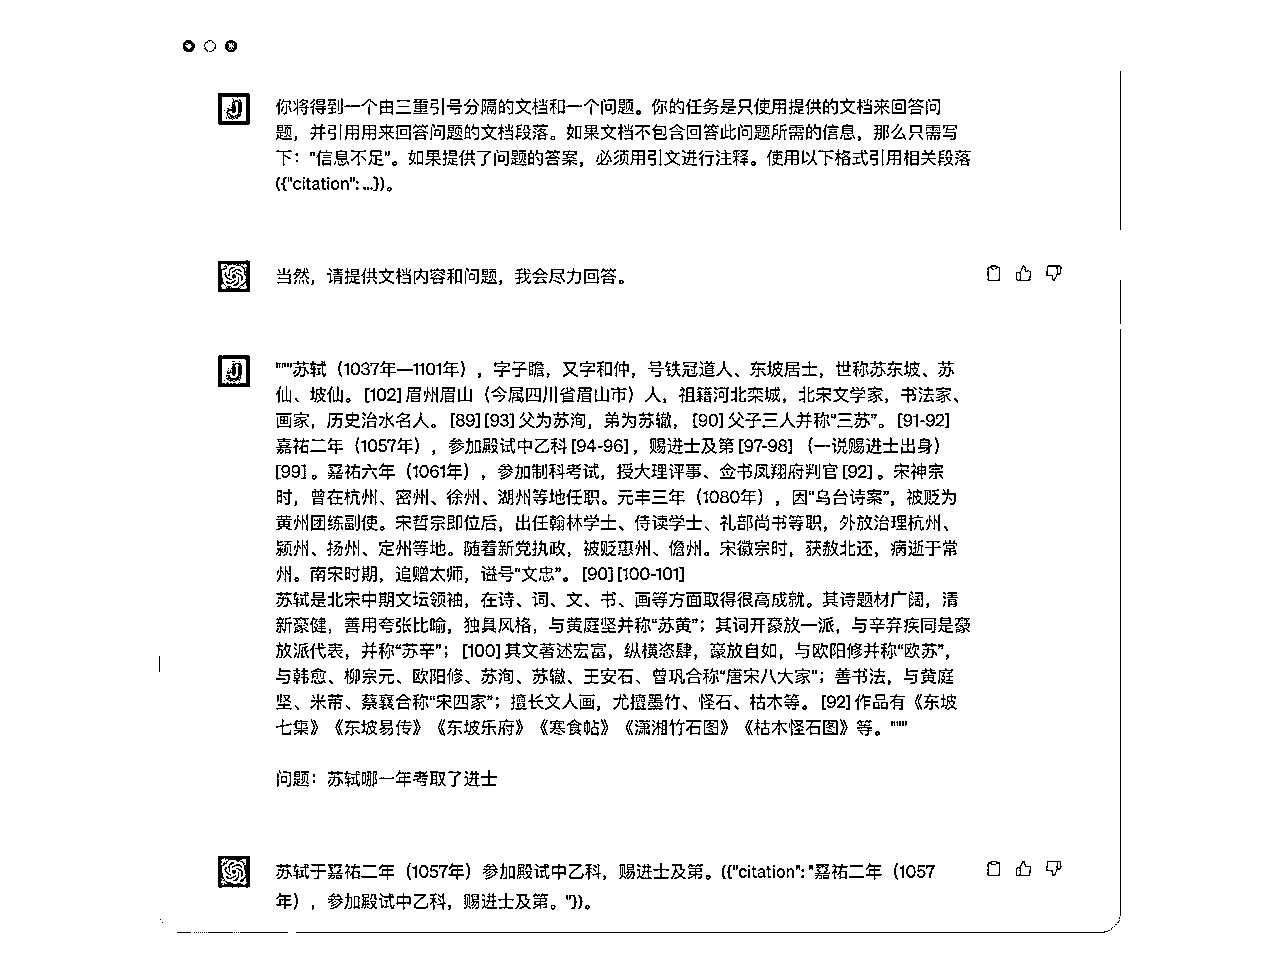 你将得到一个由三重引号分隔的文档和一个问题。你的任务是只使用提供的文档来回答问
题，并引用用来回答问题的文档段落。如果文档不包含回答此问题所需的信息，那么只需写
下："信息不足"。如果提供了问题的答案，必须用引文进行注释。使用以下格式引用相关段落
({"citation": …})。
当然，请提供文档内容和问题，我会尽力回答。
"""苏轼（1037年—1101年），字子瞻，又字和仲，号铁冠道人、东坡居士，世称苏东坡、苏
仙、坡仙。[102] 眉州眉山（今属四川省眉山市）人，祖籍河北栾城，北宋文学家，书法家、
画家，历史治水名人。[89] [93] 父为苏洵，弟为苏辙，[90] 父子三人并称“三苏”。[91-92]
嘉祐二年（1057年），参加殿试中乙科 [94-96]，赐进士及第 [97-98] （一说赐进士出身）
[99] 。嘉祐六年（1061年），参加制科考试，授大理评事、佥书凤翔府判官 [92] 。宋神宗
时，曾在杭州、密州、徐州、湖州等地任职。元丰三年（1080年），因“乌台诗案”，被贬为
黄州团练副使。宋哲宗即位后，出任翰林学士、侍读学士、礼部尚书等职，外放治理杭州、
颍州、扬州、定州等地。随着新党执政，被贬惠州、儋州。宋徽宗时，获赦北还，病逝于常
州。南宋时期，追赠太师，谥号“文忠”。[90] [100-101]
苏轼是北宋中期文坛领袖，在诗、词、文、书、画等方面取得很高成就。其诗题材广阔，清
新豪健，善用夸张比喻，独具风格，与黄庭坚并称“苏黄”；其词开豪放一派，与辛弃疾同是豪
放派代表，并称“苏辛”；[100] 其文著述宏富，纵横恣肆，豪放自如，与欧阳修并称“欧苏”，
与韩愈、柳宗元、欧阳修、苏洵、苏辙、王安石、曾巩合称“唐宋八大家”；善书法，与黄庭
坚、米芾、蔡襄合称“宋四家”；擅长文人画，尤擅墨竹、怪石、枯木等。[92] 作品有《东坡
七集》《东坡易传》《东坡乐府》《寒食帖》《潇湘竹石图》《枯木怪石图》等。"""
问题：苏轼哪一年考取了进士
苏轼于嘉祐二年（1057年）参加殿试中乙科，赐进士及第。({"citation": "嘉祐二年（1057
年），参加殿试中乙科，赐进士及第。"})。